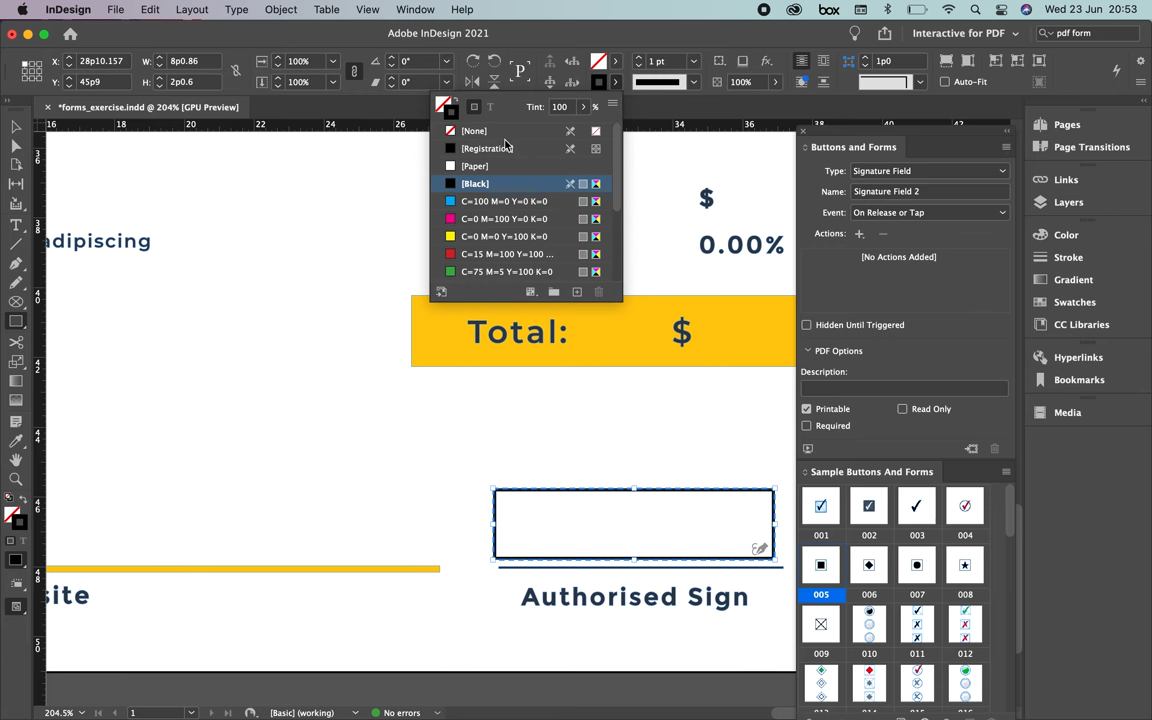 InDesign File Edit Layout Type Object Table View Window Help box Wed 23 Jun 20:53
Adobe InDesign 2021 Interactive for PDF pdf form
X: 28p10.157 W: 8p0.86 100% 0° P 1 pt fx. 1p0
Y: 45p9 H: 2p0.6 100% 0° 100% Auto-Fit
*forms_exercise.indd @ 204% [GPU Preview]
16 18 20 22 24 26 34 36 38 40 42
T Tint: 100 %
[None]
[Registration]
[Paper]
[Black]
C=100 M=0 Y=0 K=0
C=0 M=100 Y=0 K=0
C=0 M=0 Y=100 K=0
C=15 M=100 Y=100 ...
C=75 M=5 Y=100 K=0
adipiscing
$
0.00%
Total: $
site
Authorised Sign
Buttons and Forms
Type: Signature Field
Name: Signature Field 2
Event: On Release or Tap
Actions: + −
[No Actions Added]
Hidden Until Triggered
PDF Options
Description:
Printable Read Only
Required
Sample Buttons And Forms
001 002 003 004
005 006 007 008
009 010 011 012
Pages
Page Transitions
Links
Layers
Color
Stroke
Gradient
Swatches
CC Libraries
Hyperlinks
Bookmarks
Media
204.5% 1 [Basic] (working) No errors